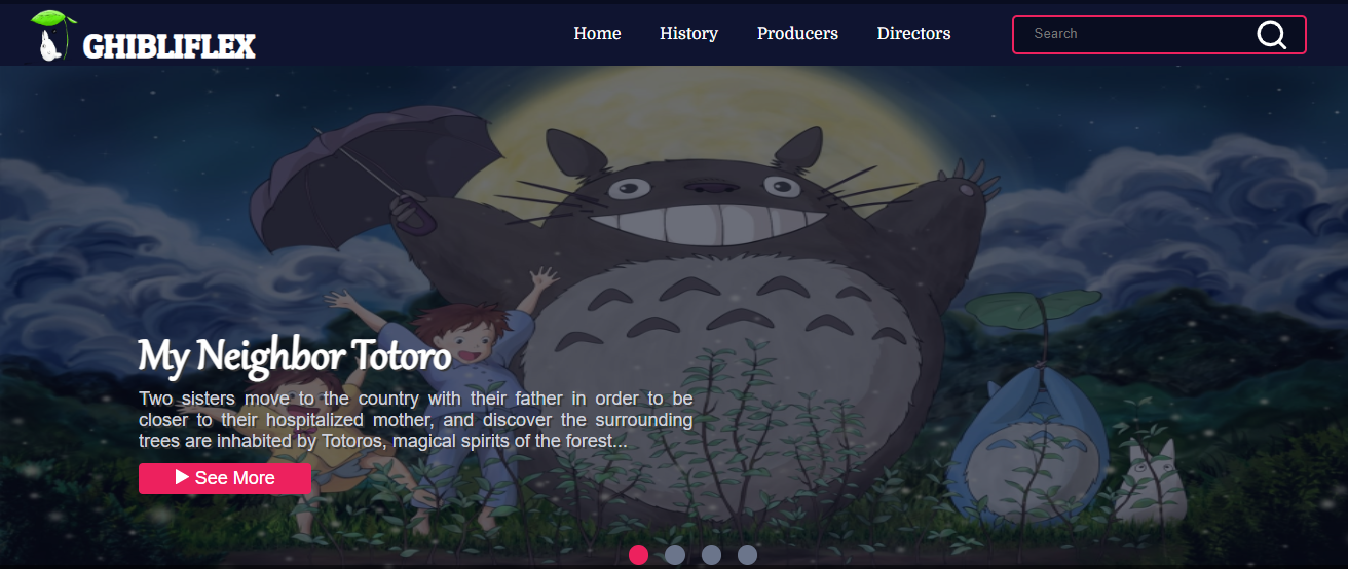 GHIBLIFLEX
Home History Producers Directors
Search
My Neighbor Totoro
Two sisters move to the country with their father in order to be
closer to their hospitalized mother, and discover the surrounding
trees are inhabited by Totoros, magical spirits of the forest...
See More